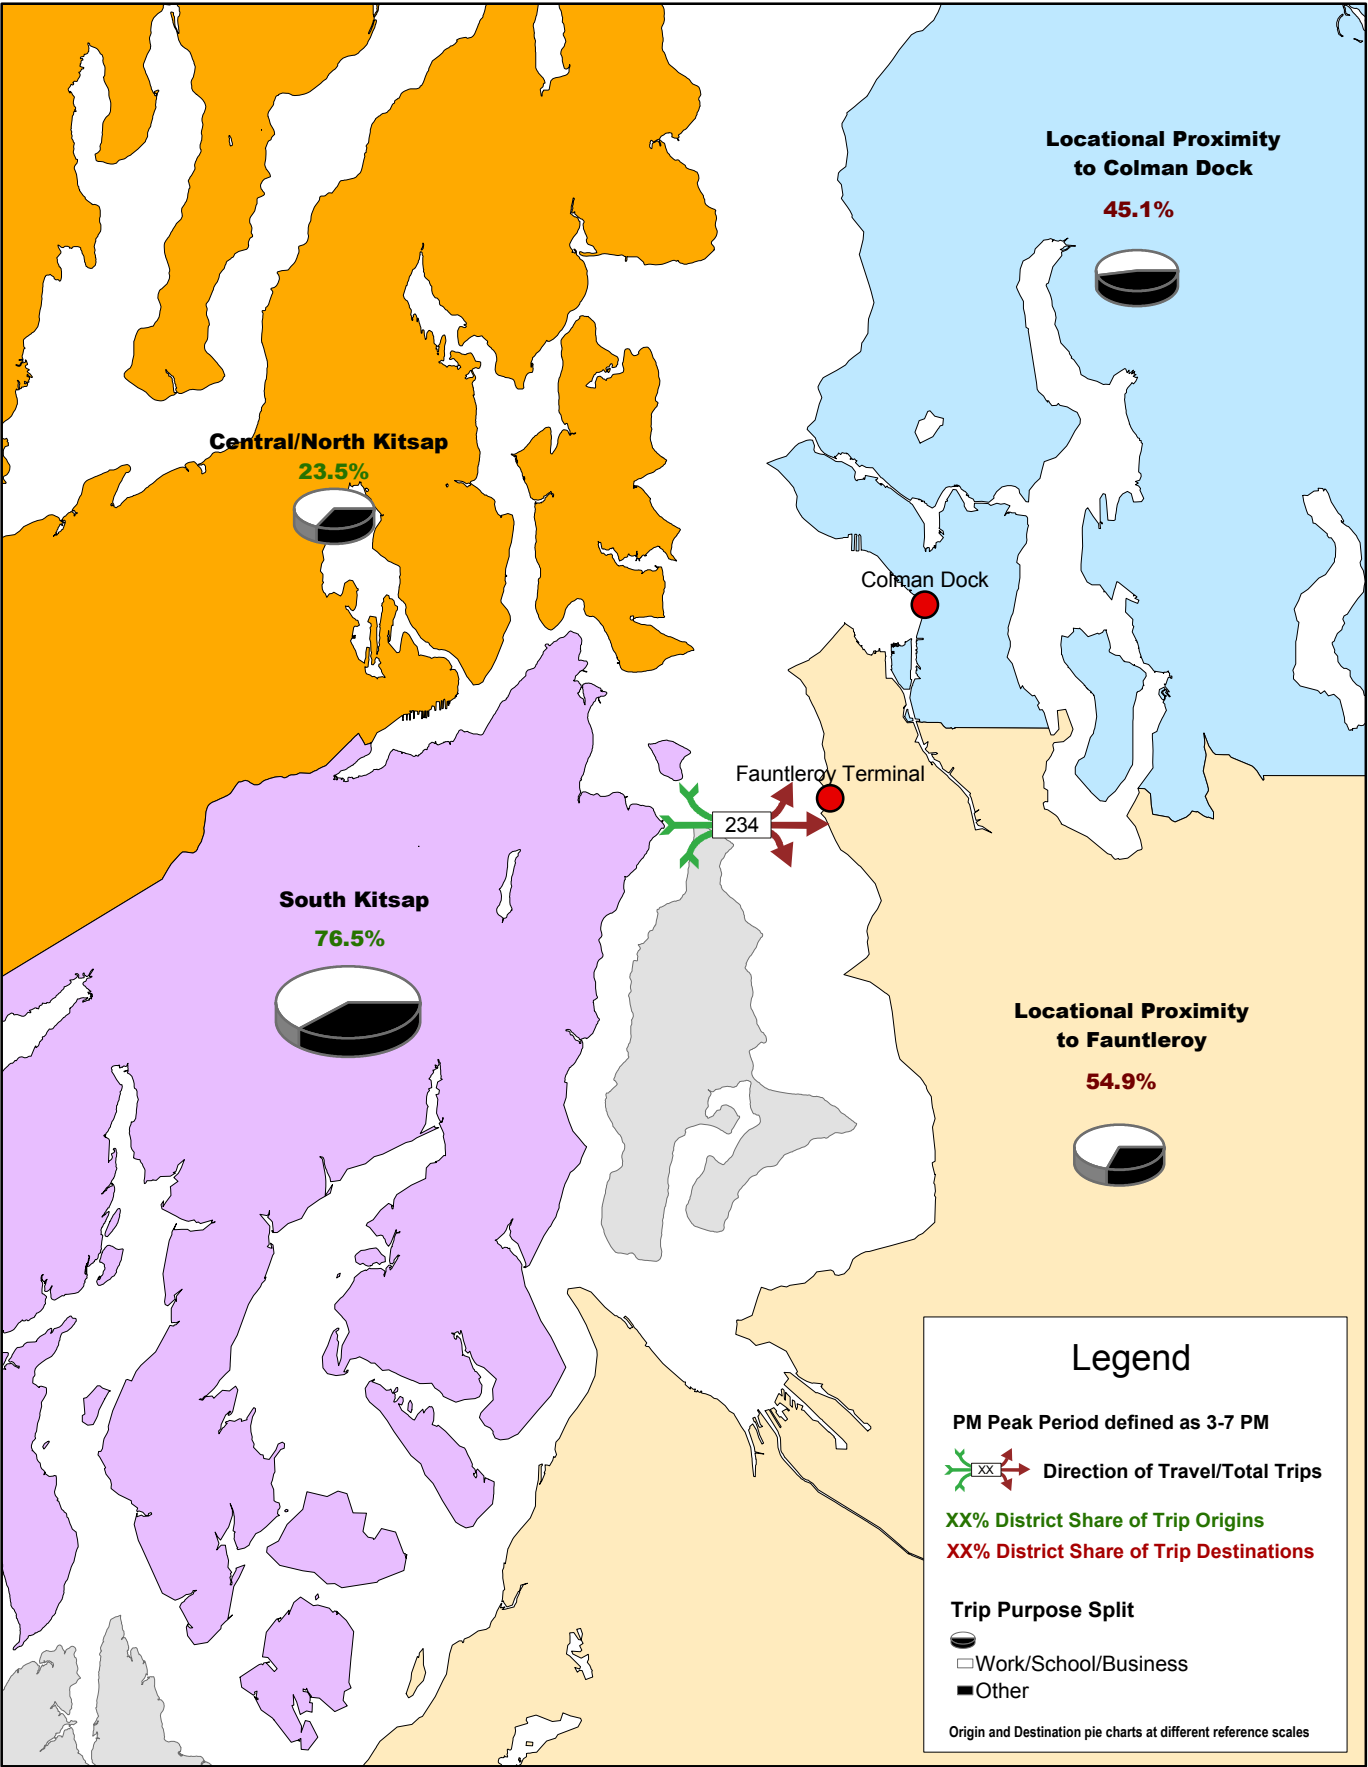 Locational Proximity
to Colman Dock
45.1%
Central/North Kitsap
23.5%
Colman Dock
Fauntleroy Terminal
234
South Kitsap
76.5%
Locational Proximity
to Fauntleroy
54.9%
Legend
PM Peak Period defined as 3-7 PM
XX Direction of Travel/Total Trips
XX% District Share of Trip Origins
XX% District Share of Trip Destinations
Trip Purpose Split
Work/School/Business
Other
Origin and Destination pie charts at different reference scales